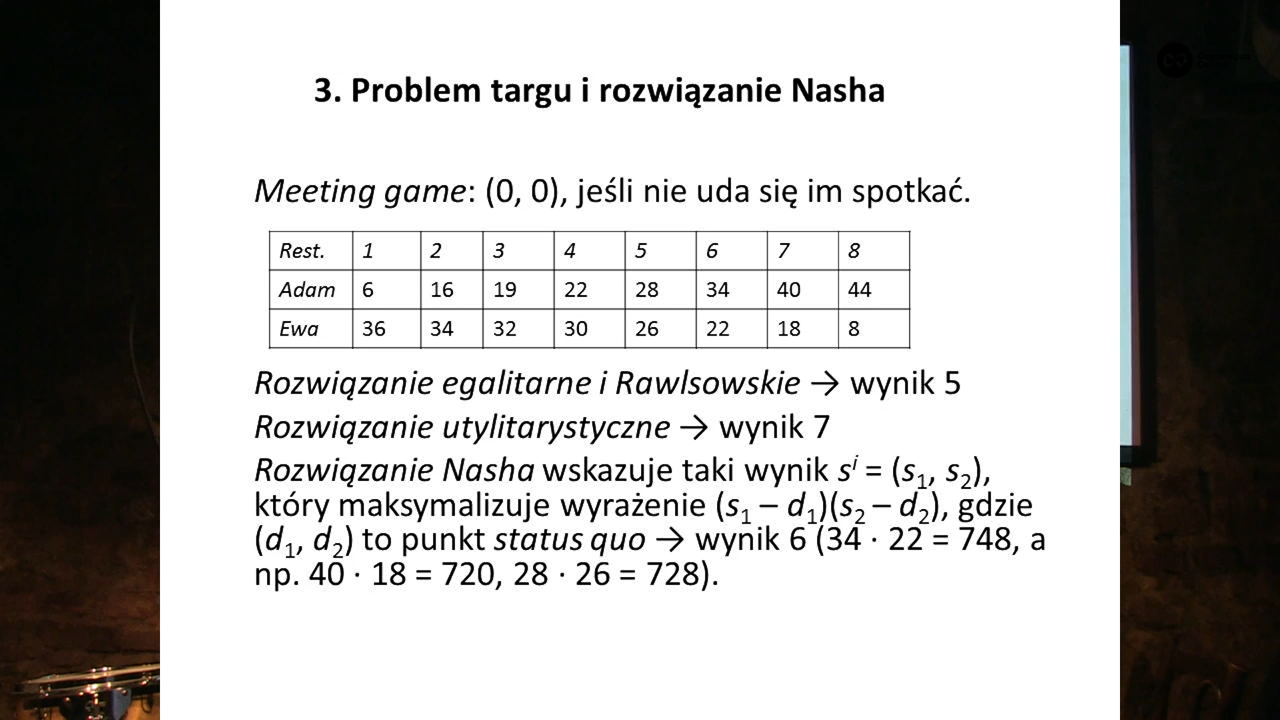 3. Problem targu i rozwiązanie Nasha
Meeting game: (0, 0), jeśli nie uda się im spotkać.
Rest. 1 2 3 4 5 6 7 8
Adam 6 16 19 22 28 34 40 44
Ewa 36 34 32 30 26 22 18 8
Rozwiązanie egalitarne i Rawlsowskie → wynik 5
Rozwiązanie utylitarystyczne → wynik 7
Rozwiązanie Nasha wskazuje taki wynik sⁱ = (s₁, s₂),
który maksymalizuje wyrażenie (s₁ – d₁)(s₂ – d₂), gdzie
(d₁, d₂) to punkt status quo → wynik 6 (34 · 22 = 748, a
np. 40 · 18 = 720, 28 · 26 = 728).